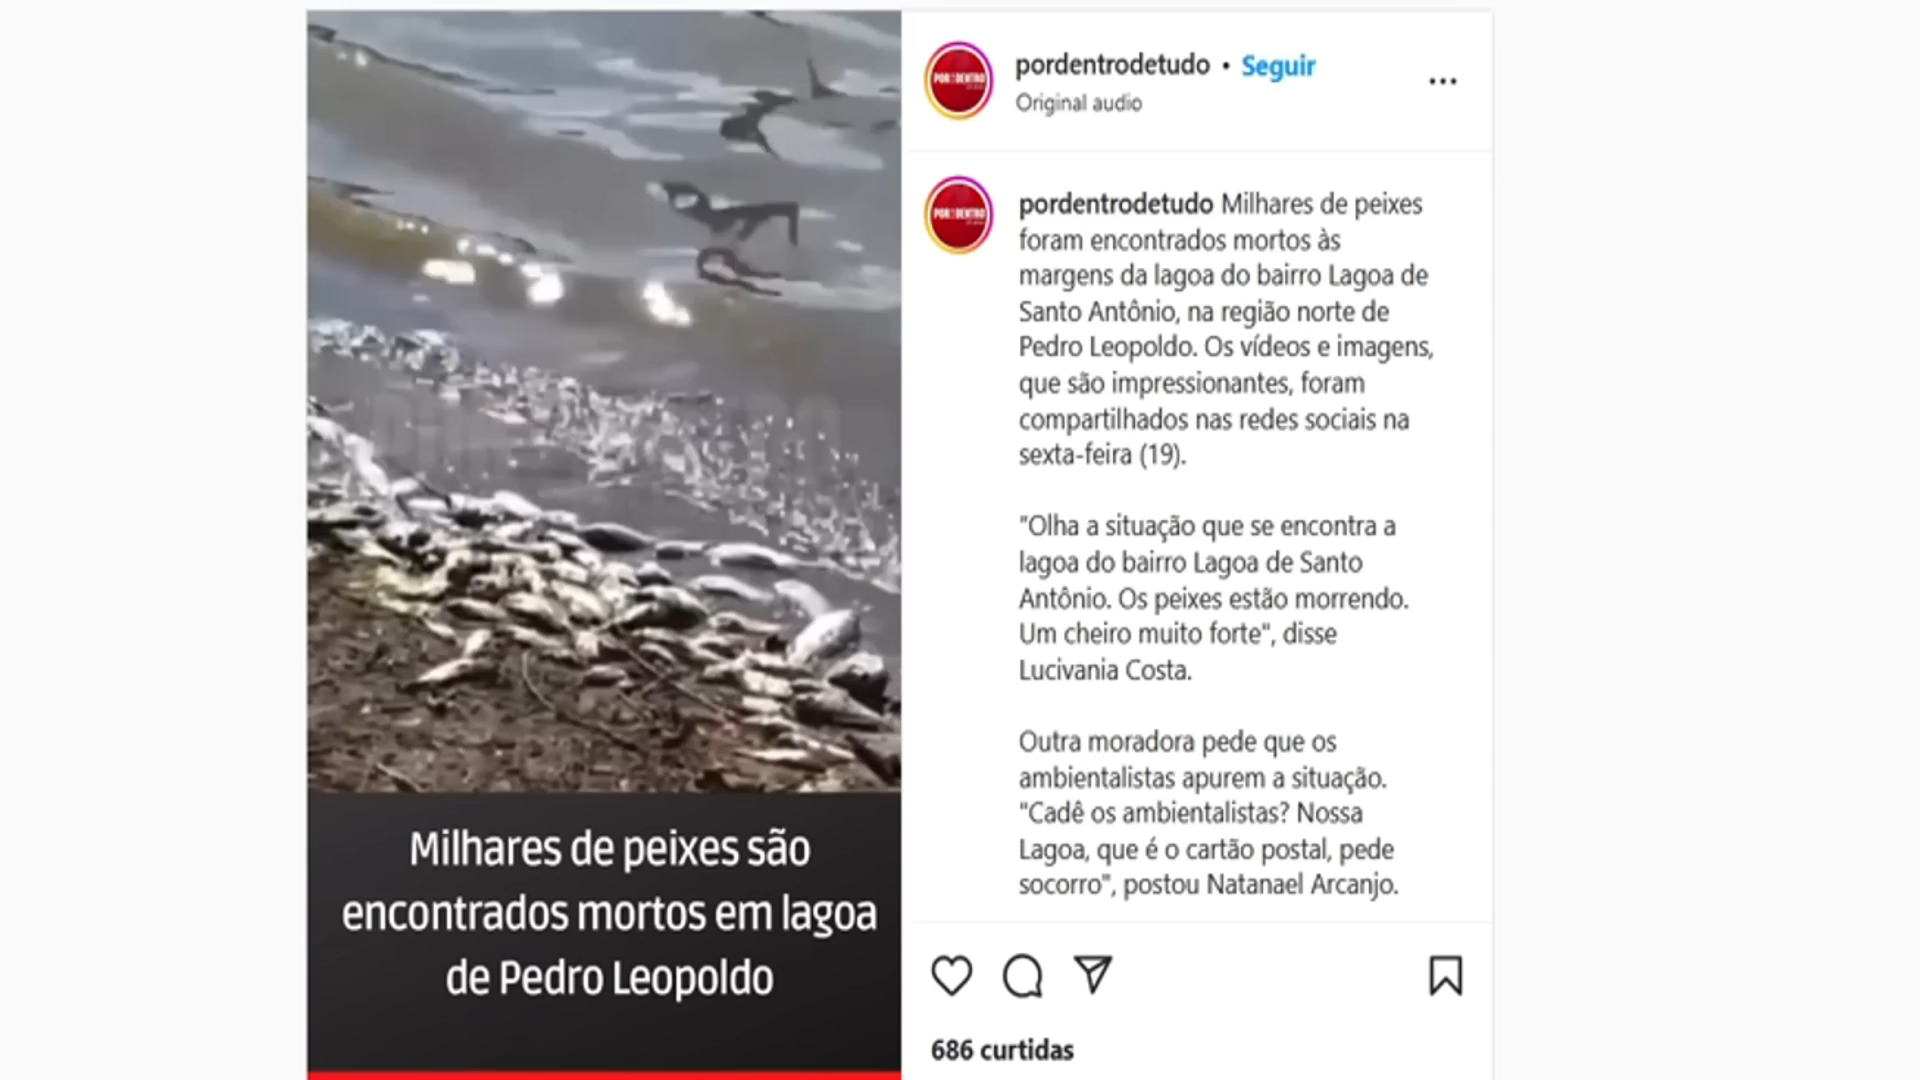 POR DENTRO
pordentrodetudo • Seguir
Original audio
POR DENTRO
pordentrodetudo Milhares de peixes
foram encontrados mortos às
margens da lagoa do bairro Lagoa de
Santo Antônio, na região norte de
Pedro Leopoldo. Os vídeos e imagens,
que são impressionantes, foram
compartilhados nas redes sociais na
sexta-feira (19).
"Olha a situação que se encontra a
lagoa do bairro Lagoa de Santo
Antônio. Os peixes estão morrendo.
Um cheiro muito forte", disse
Lucivania Costa.
Outra moradora pede que os
ambientalistas apurem a situação.
"Cadê os ambientalistas? Nossa
Lagoa, que é o cartão postal, pede
socorro", postou Natanael Arcanjo.
686 curtidas
Milhares de peixes são
encontrados mortos em lagoa
de Pedro Leopoldo